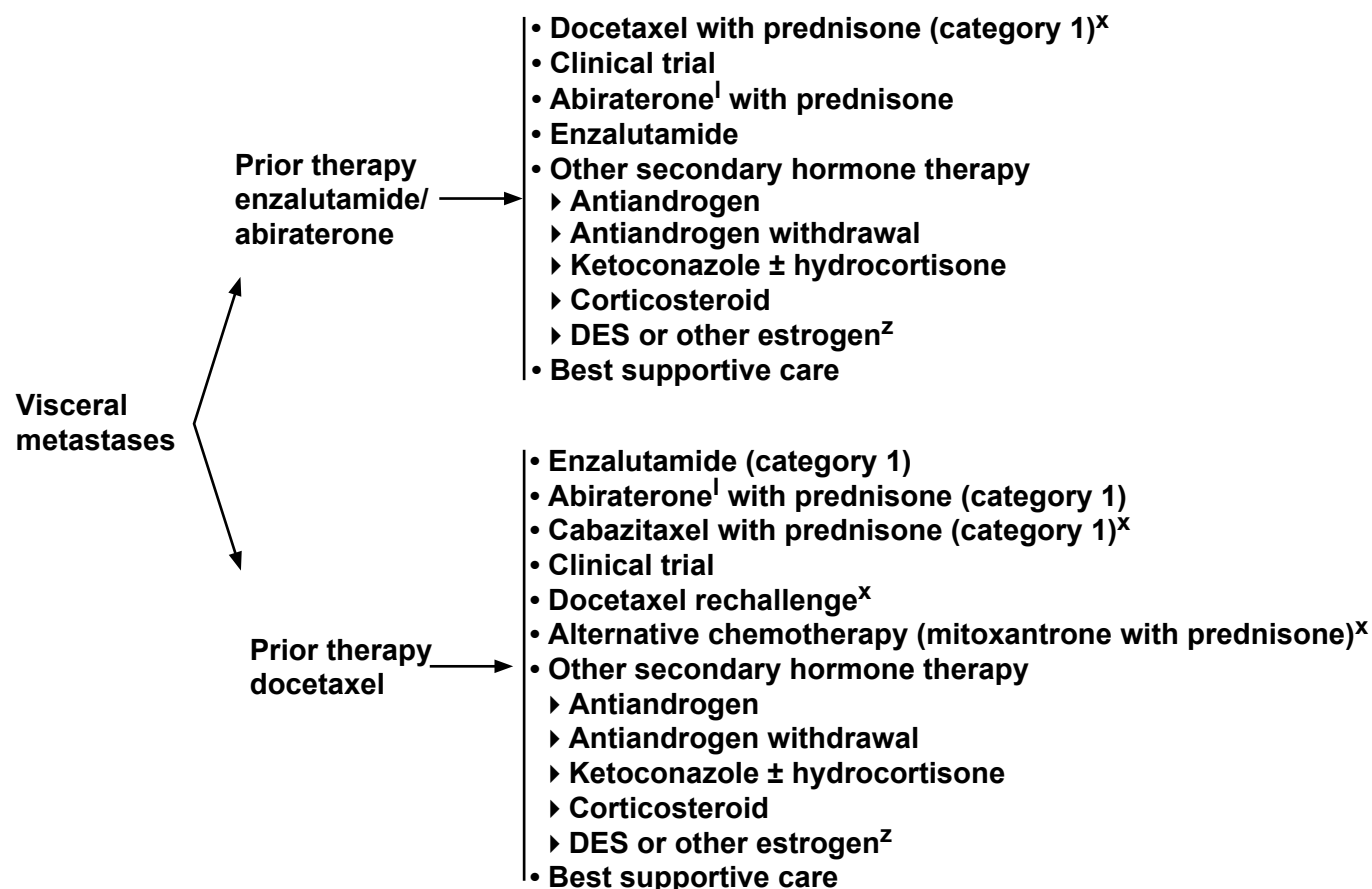 Visceral
metastases
Prior therapy
enzalutamide/
abiraterone
• Docetaxel with prednisone (category 1)ˣ
• Clinical trial
• Abirateroneˡ with prednisone
• Enzalutamide
• Other secondary hormone therapy
▸ Antiandrogen
▸ Antiandrogen withdrawal
▸ Ketoconazole ± hydrocortisone
▸ Corticosteroid
▸ DES or other estrogenᶻ
• Best supportive care
Prior therapy
docetaxel
• Enzalutamide (category 1)
• Abirateroneˡ with prednisone (category 1)
• Cabazitaxel with prednisone (category 1)ˣ
• Clinical trial
• Docetaxel rechallengeˣ
• Alternative chemotherapy (mitoxantrone with prednisone)ˣ
• Other secondary hormone therapy
▸ Antiandrogen
▸ Antiandrogen withdrawal
▸ Ketoconazole ± hydrocortisone
▸ Corticosteroid
▸ DES or other estrogenᶻ
• Best supportive care